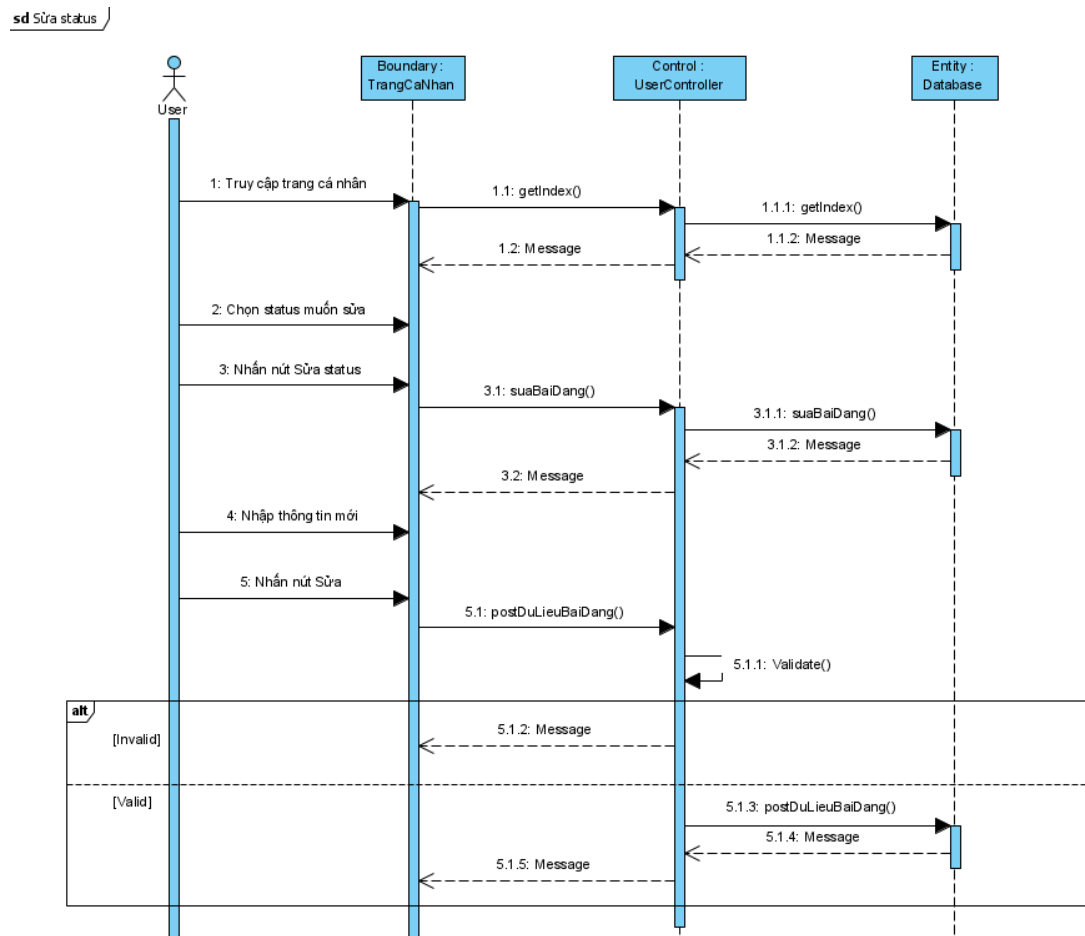 sd Sửa status
User
Boundary :
TrangCaNhan
Control :
UserController
Entity :
Database
1: Truy cập trang cá nhân
1.1: getIndex()
1.1.1: getIndex()
1.1.2: Message
1.2: Message
2: Chọn status muốn sửa
3: Nhấn nút Sửa status
3.1: suaBaiDang()
3.1.1: suaBaiDang()
3.1.2: Message
3.2: Message
4: Nhập thông tin mới
5: Nhấn nút Sửa
5.1: postDuLieuBaiDang()
5.1.1: Validate()
alt
[Invalid]
5.1.2: Message
[Valid]
5.1.3: postDuLieuBaiDang()
5.1.4: Message
5.1.5: Message